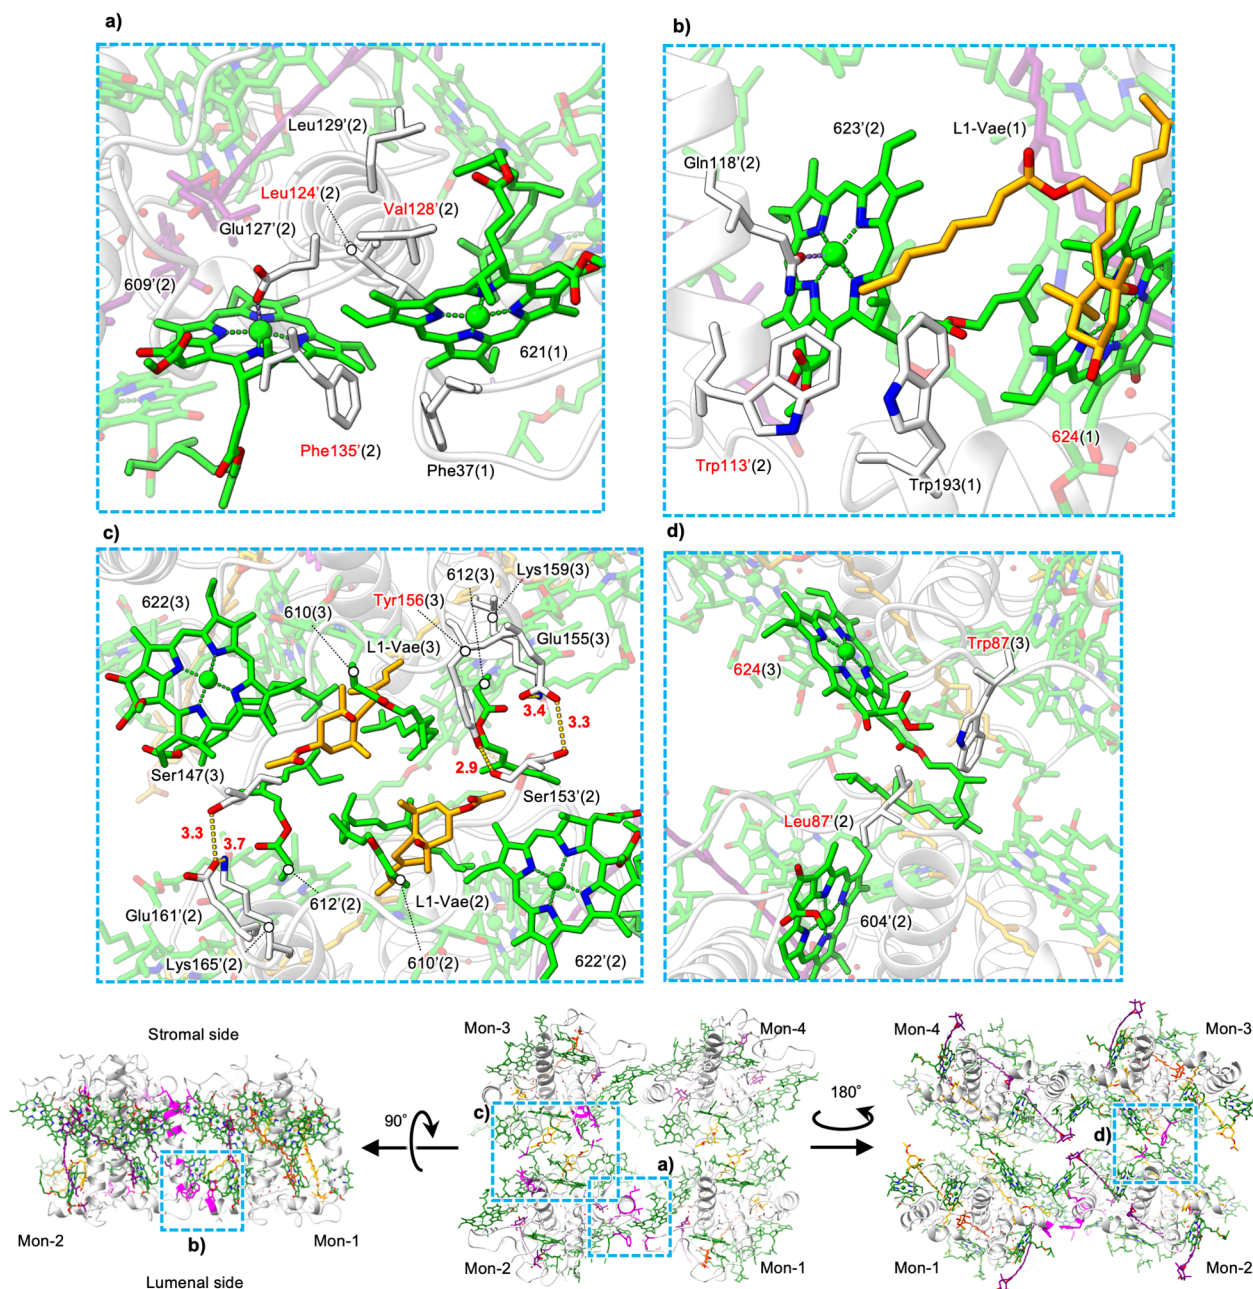 a)
Leu129'(2)
Leu124'(2)
Val128'(2)
Glu127'(2)
609'(2)
621(1)
Phe135'(2)
Phe37(1)
b)
623'(2)
L1-Vae(1)
Gln118'(2)
624(1)
Trp113'(2)
Trp193(1)
c)
622(3)
610(3)
612(3)
Lys159(3)
Tyr156(3)
Glu155(3)
L1-Vae(3)
3.4
3.3
2.9
Ser147(3)
Ser153'(2)
3.3
3.7
Glu161'(2)
612'(2)
L1-Vae(2)
Lys165'(2)
610'(2)
622'(2)
d)
Trp87(3)
624(3)
Leu87'(2)
604'(2)
Stromal side
Mon-2
Mon-1
b)
Lumenal side
90°
Mon-3
Mon-4
c)
a)
Mon-2
Mon-1
180°
Mon-4
Mon-3
d)
Mon-1
Mon-2